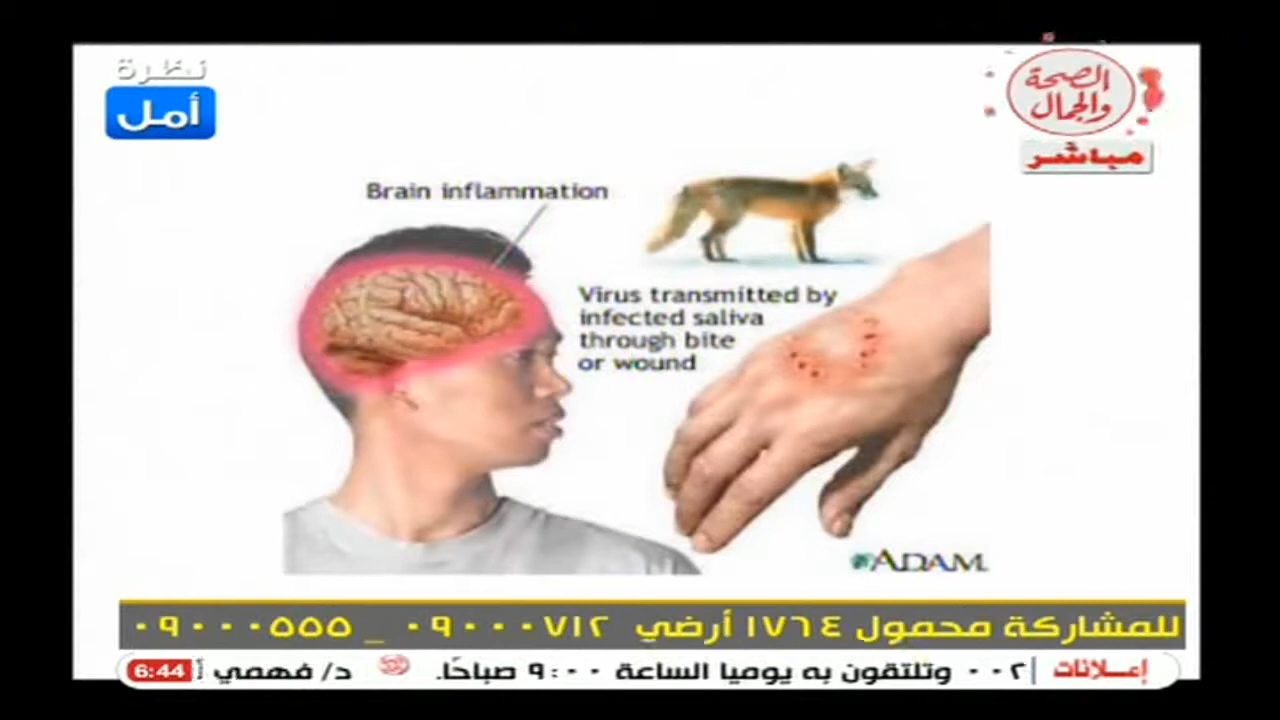 نظرة
أمل
الصحة
والجمال
مباشر
Brain inflammation
Virus transmitted by
infected saliva
through bite
or wound
ADAM
للمشاركة محمول ١٧٦٤ أرضي ٠٩٠٠٠٧١٢ _ ٠٩٠٠٠٥٥٥
إعلانات ٠٠٢ وتلتقون به يوميا الساعة ٩:٠٠ صباحًا. د/ فهمي 6:44